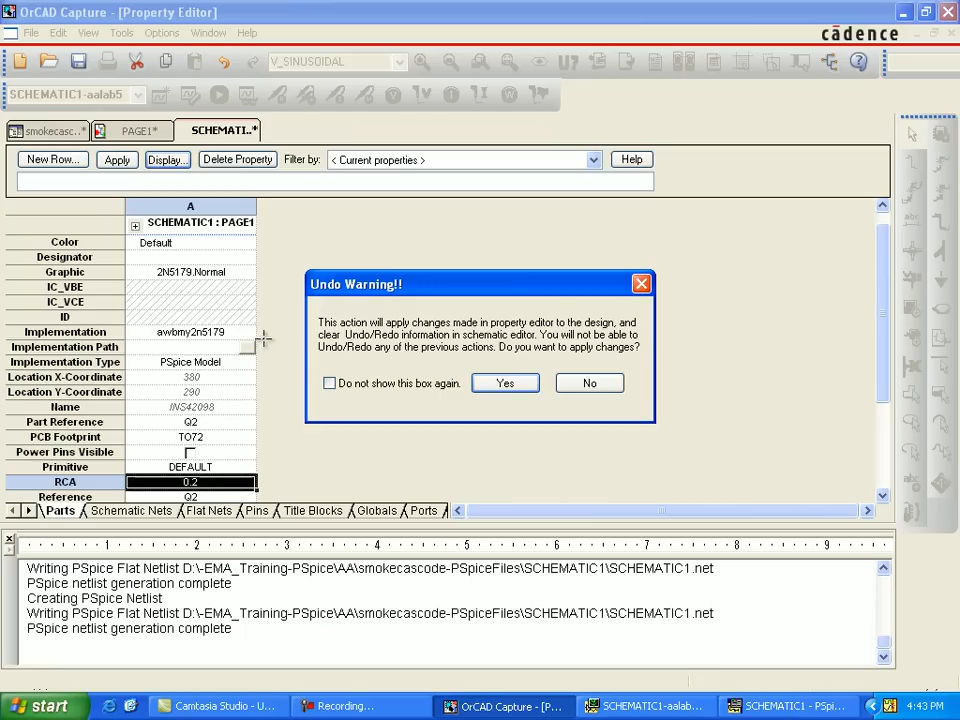 OrCAD Capture - [Property Editor]
File Edit View Tools Options Window Help
cādence
V_SINUSOIDAL
U?
SCHEMATIC1-aalab5
V V I I W
smokecasc..* PAGE1* SCHEMATI..*
New Row... Apply Display... Delete Property Filter by: < Current properties > Help
A
SCHEMATIC1 : PAGE1
Color Default
Designator
Graphic 2N5179.Normal
IC_VBE
IC_VCE
ID
Implementation awbmy2n5179
Implementation Path
Implementation Type PSpice Model
Location X-Coordinate 380
Location Y-Coordinate 290
Name INS42098
Part Reference Q2
PCB Footprint TO72
Power Pins Visible
Primitive DEFAULT
RCA 0.2
Reference Q2
Parts Schematic Nets Flat Nets Pins Title Blocks Globals Ports
Undo Warning!!
This action will apply changes made in property editor to the design, and
clear Undo/Redo information in schematic editor. You will not be able to
Undo/Redo any of the previous actions. Do you want to apply changes?
Do not show this box again. Yes No
1 2 3 4 5 6 7 8 9
Writing PSpice Flat Netlist D:\-EMA_Training-PSpice\AA\smokecascode-PSpiceFiles\SCHEMATIC1\SCHEMATIC1.net
PSpice netlist generation complete
Creating PSpice Netlist
Writing PSpice Flat Netlist D:\-EMA_Training-PSpice\AA\smokecascode-PSpiceFiles\SCHEMATIC1\SCHEMATIC1.net
PSpice netlist generation complete
start Camtasia Studio - U... Recording... OrCAD Capture - [P... SCHEMATIC1-aalab... SCHEMATIC1 - PSpi... 4:43 PM